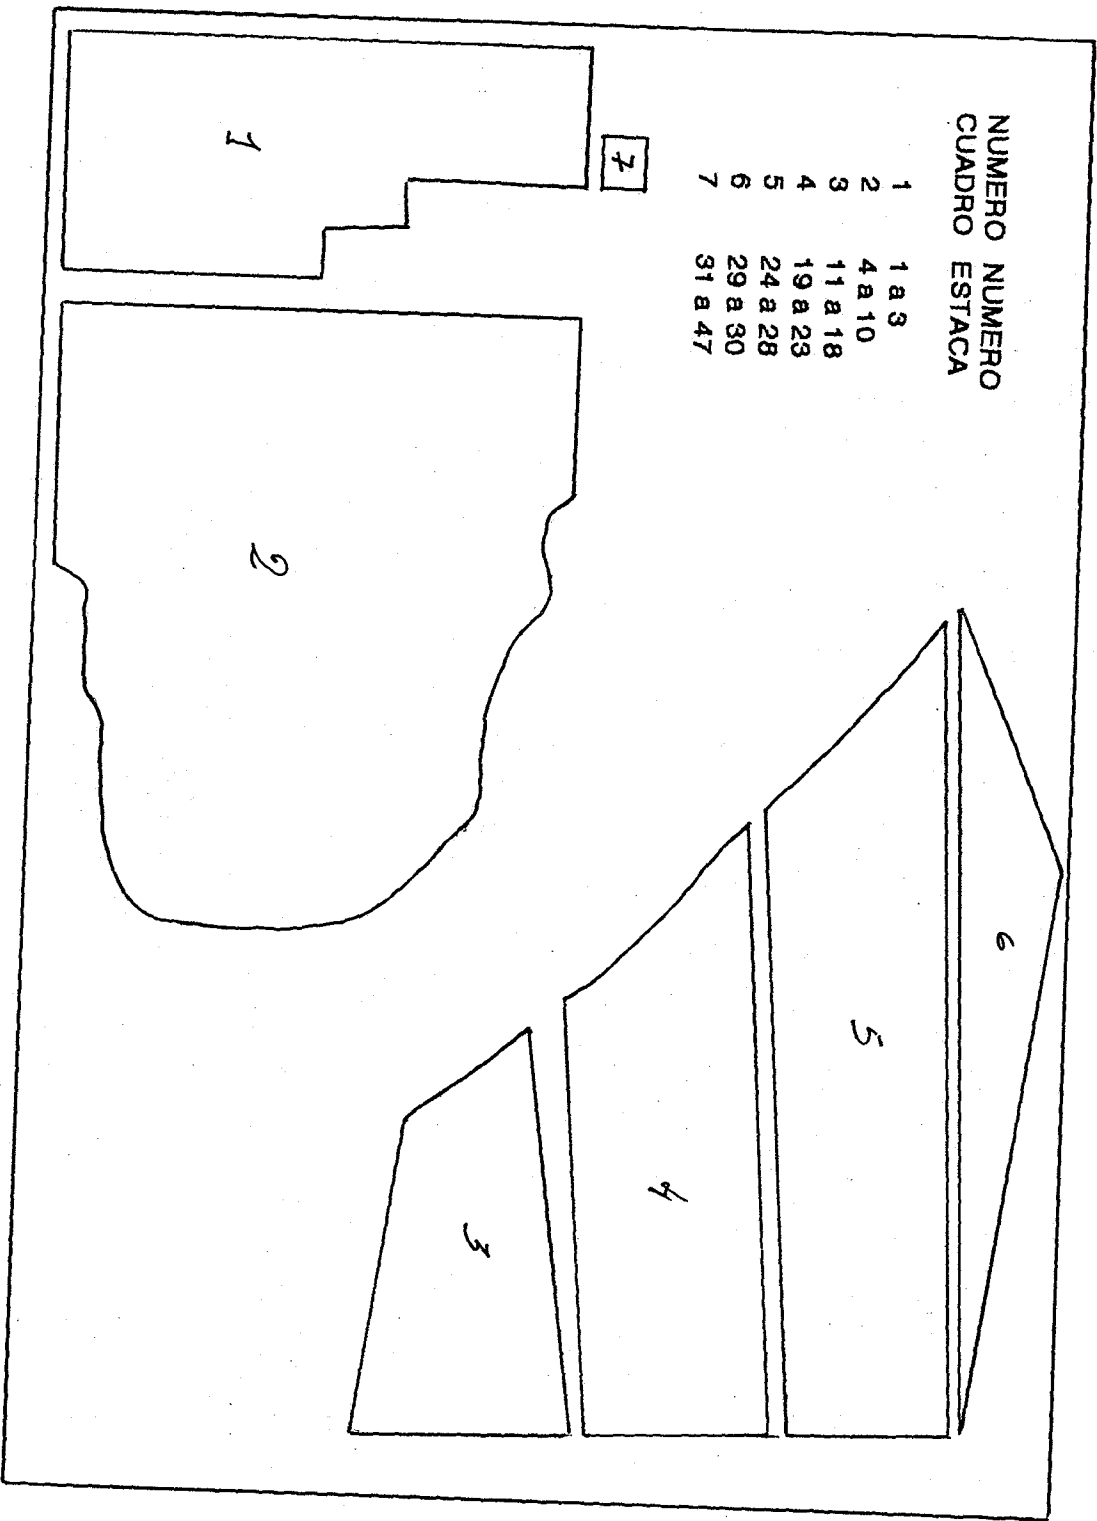 NUMERO NUMERO
CUADRO ESTACA
1 1 a 3
2 4 a 10
3 11 a 18
4 19 a 23
5 24 a 28
6 29 a 30
7 31 a 47
6
5
4
3
7
1
2